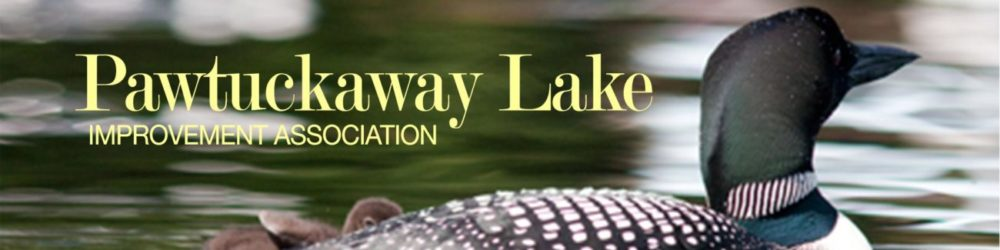 Pawtuckaway Lake
IMPROVEMENT ASSOCIATION